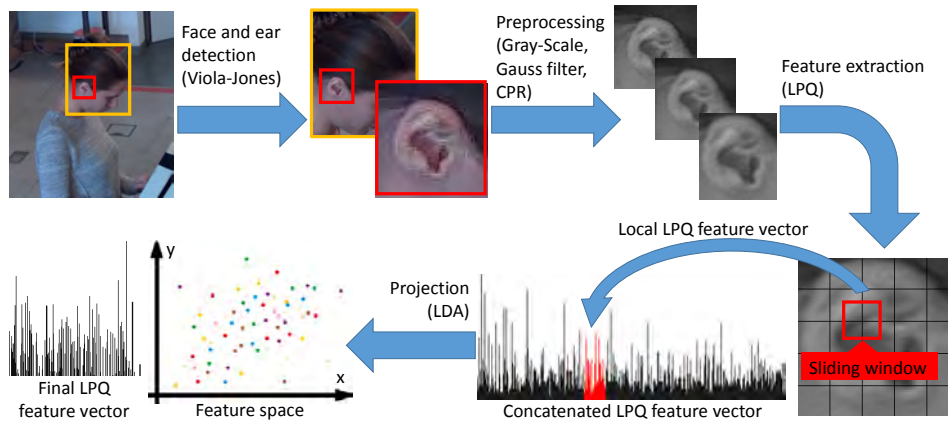 Face and ear
detection
(Viola-Jones)
Preprocessing
(Gray-Scale,
Gauss filter,
CPR)
Feature extraction
(LPQ)
Local LPQ feature vector
Sliding window
Concatenated LPQ feature vector
Projection
(LDA)
y
x
Feature space
Final LPQ
feature vector